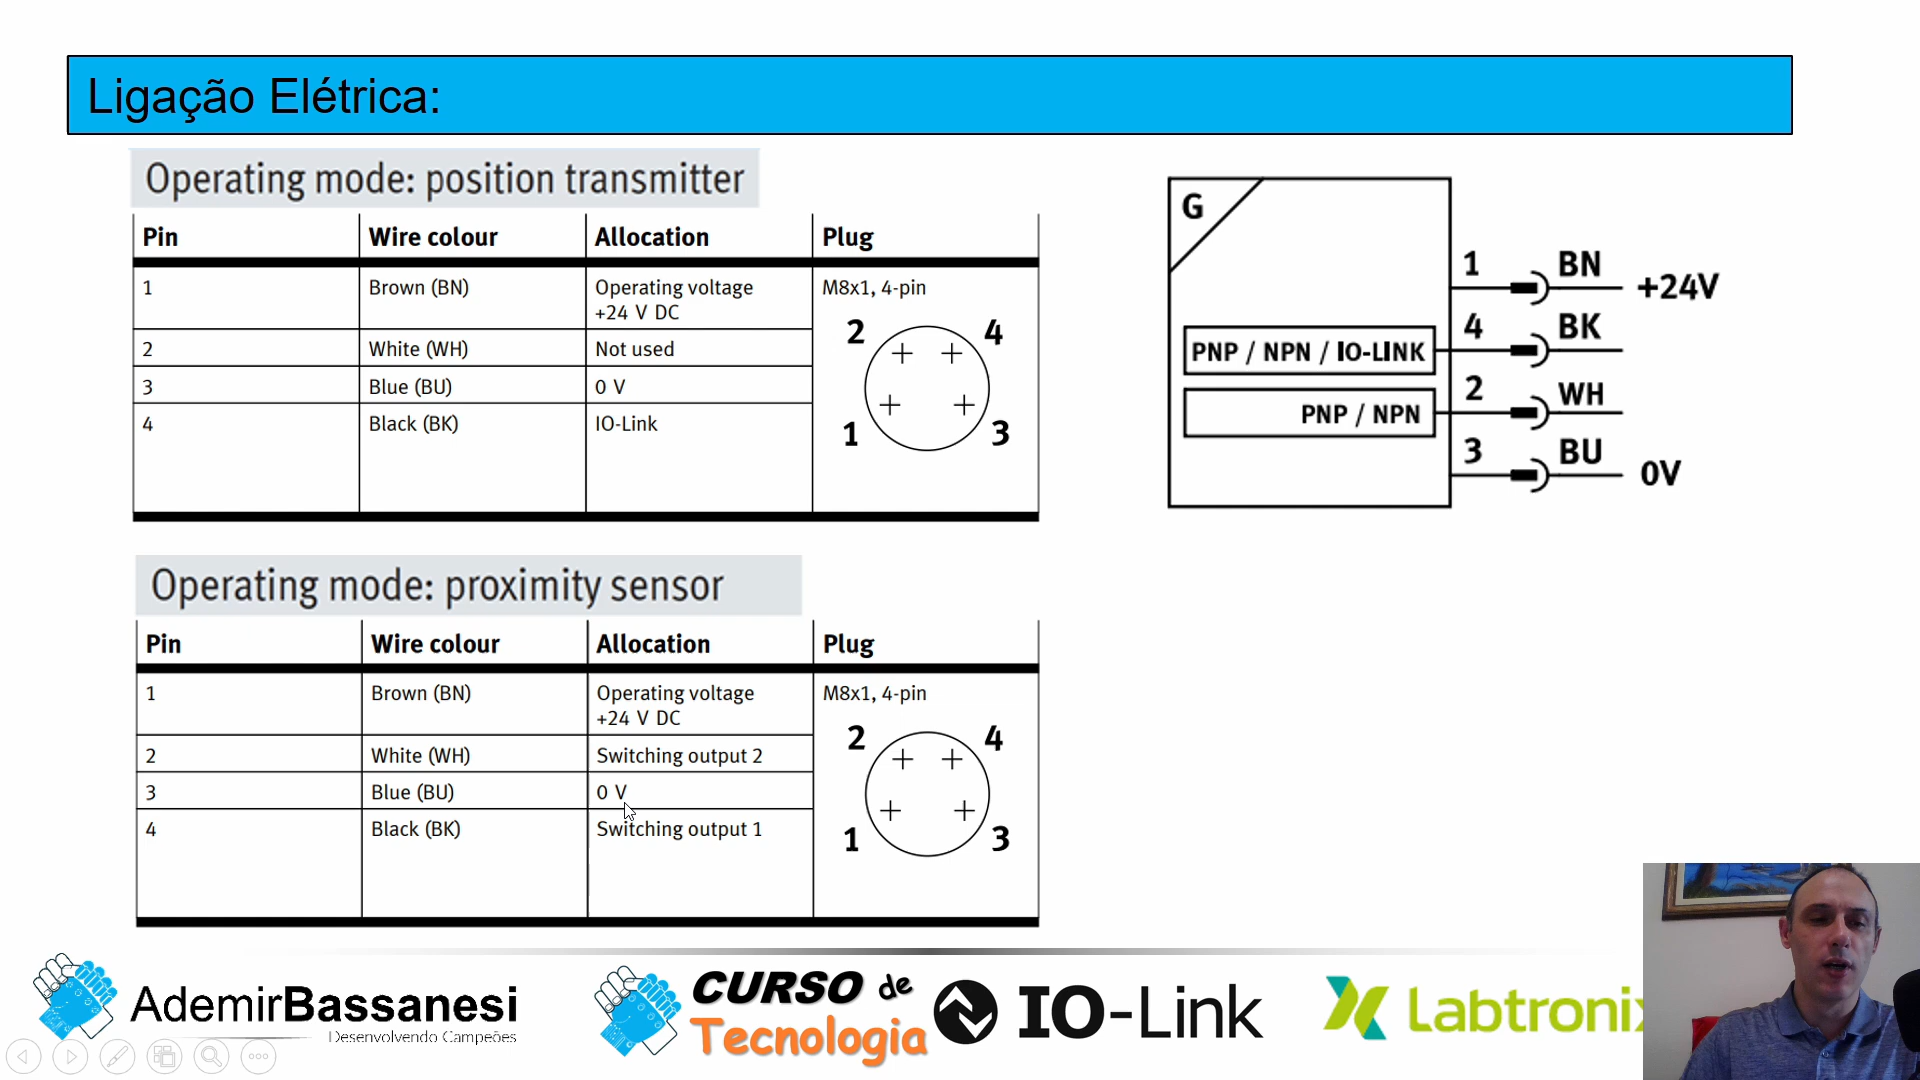 Ligação Elétrica:
Operating mode: position transmitter
Pin Wire colour Allocation Plug
1 Brown (BN) Operating voltage M8x1, 4-pin
+24 V DC
2 White (WH) Not used
3 Blue (BU) 0 V
4 Black (BK) IO-Link
2 4
1 3
G
1 BN +24V
PNP / NPN / IO-LINK 4 BK
PNP / NPN 2 WH
3 BU 0V
Operating mode: proximity sensor
Pin Wire colour Allocation Plug
1 Brown (BN) Operating voltage M8x1, 4-pin
+24 V DC
2 White (WH) Switching output 2
3 Blue (BU) 0 V
4 Black (BK) Switching output 1
2 4
1 3
AdemirBassanesi
Desenvolvendo Campeões
CURSO de
Tecnologia
IO-Link
Labtronix